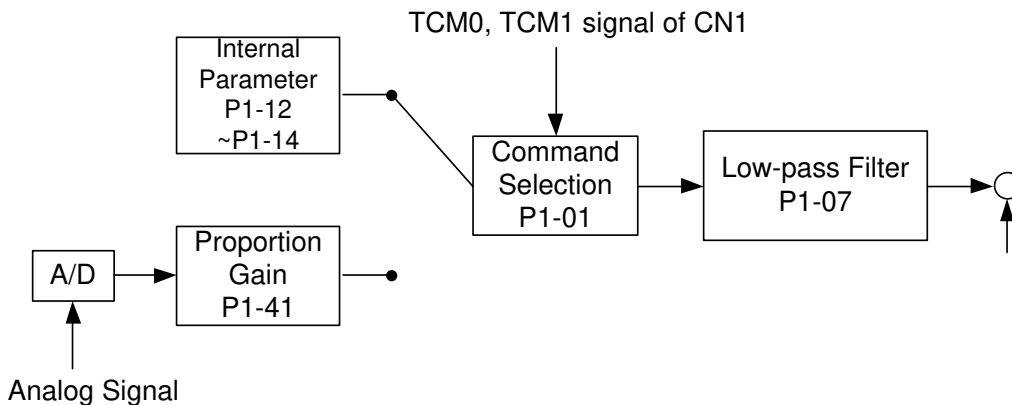 TCM0, TCM1 signal of CN1
Internal
Parameter
P1-12
~P1-14
Command
Selection
P1-01
Low-pass Filter
P1-07
Proportion
Gain
P1-41
A/D
Analog Signal